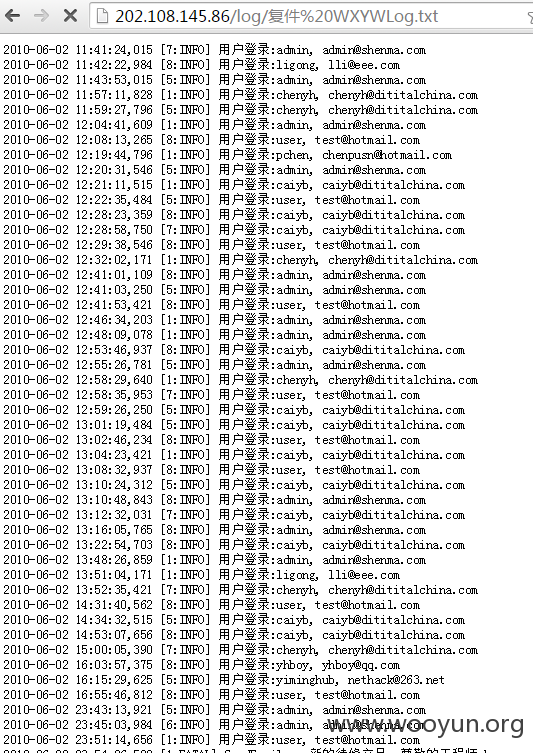 202.108.145.86/log/复件%20WXYWLog.txt
2010-06-02 11:41:24,015 [7:INFO] 用户登录:admin, admin@shenma.com
2010-06-02 11:42:22,984 [8:INFO] 用户登录:ligong, lli@eee.com
2010-06-02 11:43:53,015 [5:INFO] 用户登录:admin, admin@shenma.com
2010-06-02 11:57:11,828 [1:INFO] 用户登录:chenyh, chenyh@dititalchina.com
2010-06-02 11:59:27,796 [5:INFO] 用户登录:chenyh, chenyh@dititalchina.com
2010-06-02 12:04:41,609 [1:INFO] 用户登录:admin, admin@shenma.com
2010-06-02 12:08:13,265 [8:INFO] 用户登录:user, test@hotmail.com
2010-06-02 12:19:44,796 [1:INFO] 用户登录:pchen, chenpusn@hotmail.com
2010-06-02 12:20:31,546 [5:INFO] 用户登录:admin, admin@shenma.com
2010-06-02 12:21:11,515 [1:INFO] 用户登录:caiyb, caiyb@dititalchina.com
2010-06-02 12:22:35,484 [5:INFO] 用户登录:user, test@hotmail.com
2010-06-02 12:28:23,359 [8:INFO] 用户登录:caiyb, caiyb@dititalchina.com
2010-06-02 12:28:58,750 [7:INFO] 用户登录:caiyb, caiyb@dititalchina.com
2010-06-02 12:29:38,546 [8:INFO] 用户登录:user, test@hotmail.com
2010-06-02 12:32:02,171 [1:INFO] 用户登录:chenyh, chenyh@dititalchina.com
2010-06-02 12:41:01,109 [8:INFO] 用户登录:admin, admin@shenma.com
2010-06-02 12:41:03,250 [5:INFO] 用户登录:admin, admin@shenma.com
2010-06-02 12:41:53,421 [8:INFO] 用户登录:user, test@hotmail.com
2010-06-02 12:46:34,203 [1:INFO] 用户登录:admin, admin@shenma.com
2010-06-02 12:48:09,078 [1:INFO] 用户登录:admin, admin@shenma.com
2010-06-02 12:53:46,937 [8:INFO] 用户登录:caiyb, caiyb@dititalchina.com
2010-06-02 12:55:26,781 [5:INFO] 用户登录:admin, admin@shenma.com
2010-06-02 12:58:29,640 [1:INFO] 用户登录:chenyh, chenyh@dititalchina.com
2010-06-02 12:58:35,953 [7:INFO] 用户登录:user, test@hotmail.com
2010-06-02 12:59:26,250 [5:INFO] 用户登录:caiyb, caiyb@dititalchina.com
2010-06-02 13:01:19,484 [5:INFO] 用户登录:caiyb, caiyb@dititalchina.com
2010-06-02 13:02:46,234 [8:INFO] 用户登录:user, test@hotmail.com
2010-06-02 13:04:23,421 [1:INFO] 用户登录:caiyb, caiyb@dititalchina.com
2010-06-02 13:08:32,937 [1:INFO] 用户登录:user, test@hotmail.com
2010-06-02 13:10:24,312 [5:INFO] 用户登录:caiyb, caiyb@dititalchina.com
2010-06-02 13:10:48,843 [5:INFO] 用户登录:admin, admin@shenma.com
2010-06-02 13:12:32,031 [7:INFO] 用户登录:caiyb, caiyb@dititalchina.com
2010-06-02 13:16:05,765 [8:INFO] 用户登录:admin, admin@shenma.com
2010-06-02 13:22:54,703 [8:INFO] 用户登录:caiyb, caiyb@dititalchina.com
2010-06-02 13:48:26,859 [1:INFO] 用户登录:admin, admin@shenma.com
2010-06-02 13:51:04,171 [1:INFO] 用户登录:ligong, lli@eee.com
2010-06-02 13:52:35,421 [7:INFO] 用户登录:chenyh, chenyh@dititalchina.com
2010-06-02 14:31:40,562 [8:INFO] 用户登录:user, test@hotmail.com
2010-06-02 14:34:32,515 [5:INFO] 用户登录:caiyb, caiyb@dititalchina.com
2010-06-02 14:53:07,656 [8:INFO] 用户登录:caiyb, caiyb@dititalchina.com
2010-06-02 15:00:05,390 [7:INFO] 用户登录:chenyh, chenyh@dititalchina.com
2010-06-02 16:03:57,375 [8:INFO] 用户登录:yhboy, yhboy@qq.com
2010-06-02 16:15:29,625 [5:INFO] 用户登录:yiminghub, nethack@263.net
2010-06-02 16:55:46,812 [8:INFO] 用户登录:user, test@hotmail.com
2010-06-02 23:43:13,921 [5:INFO] 用户登录:admin, admin@shenma.com
2010-06-02 23:45:03,984 [6:INFO] 用户登录:admin, admin@shenma.com
2010-06-02 23:51:14,656 [1:INFO] 用户登录:user, test@hotmail.com
www.wooyun.org